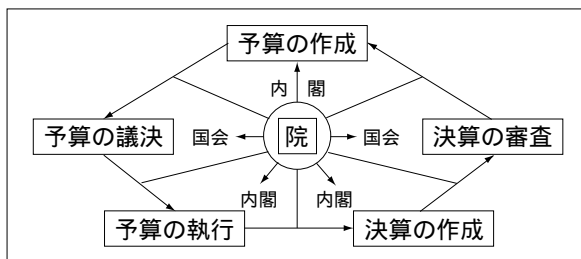 予算の作成
内閣
予算の議決
国会
院
国会
決算の審査
内閣
内閣
予算の執行
決算の作成